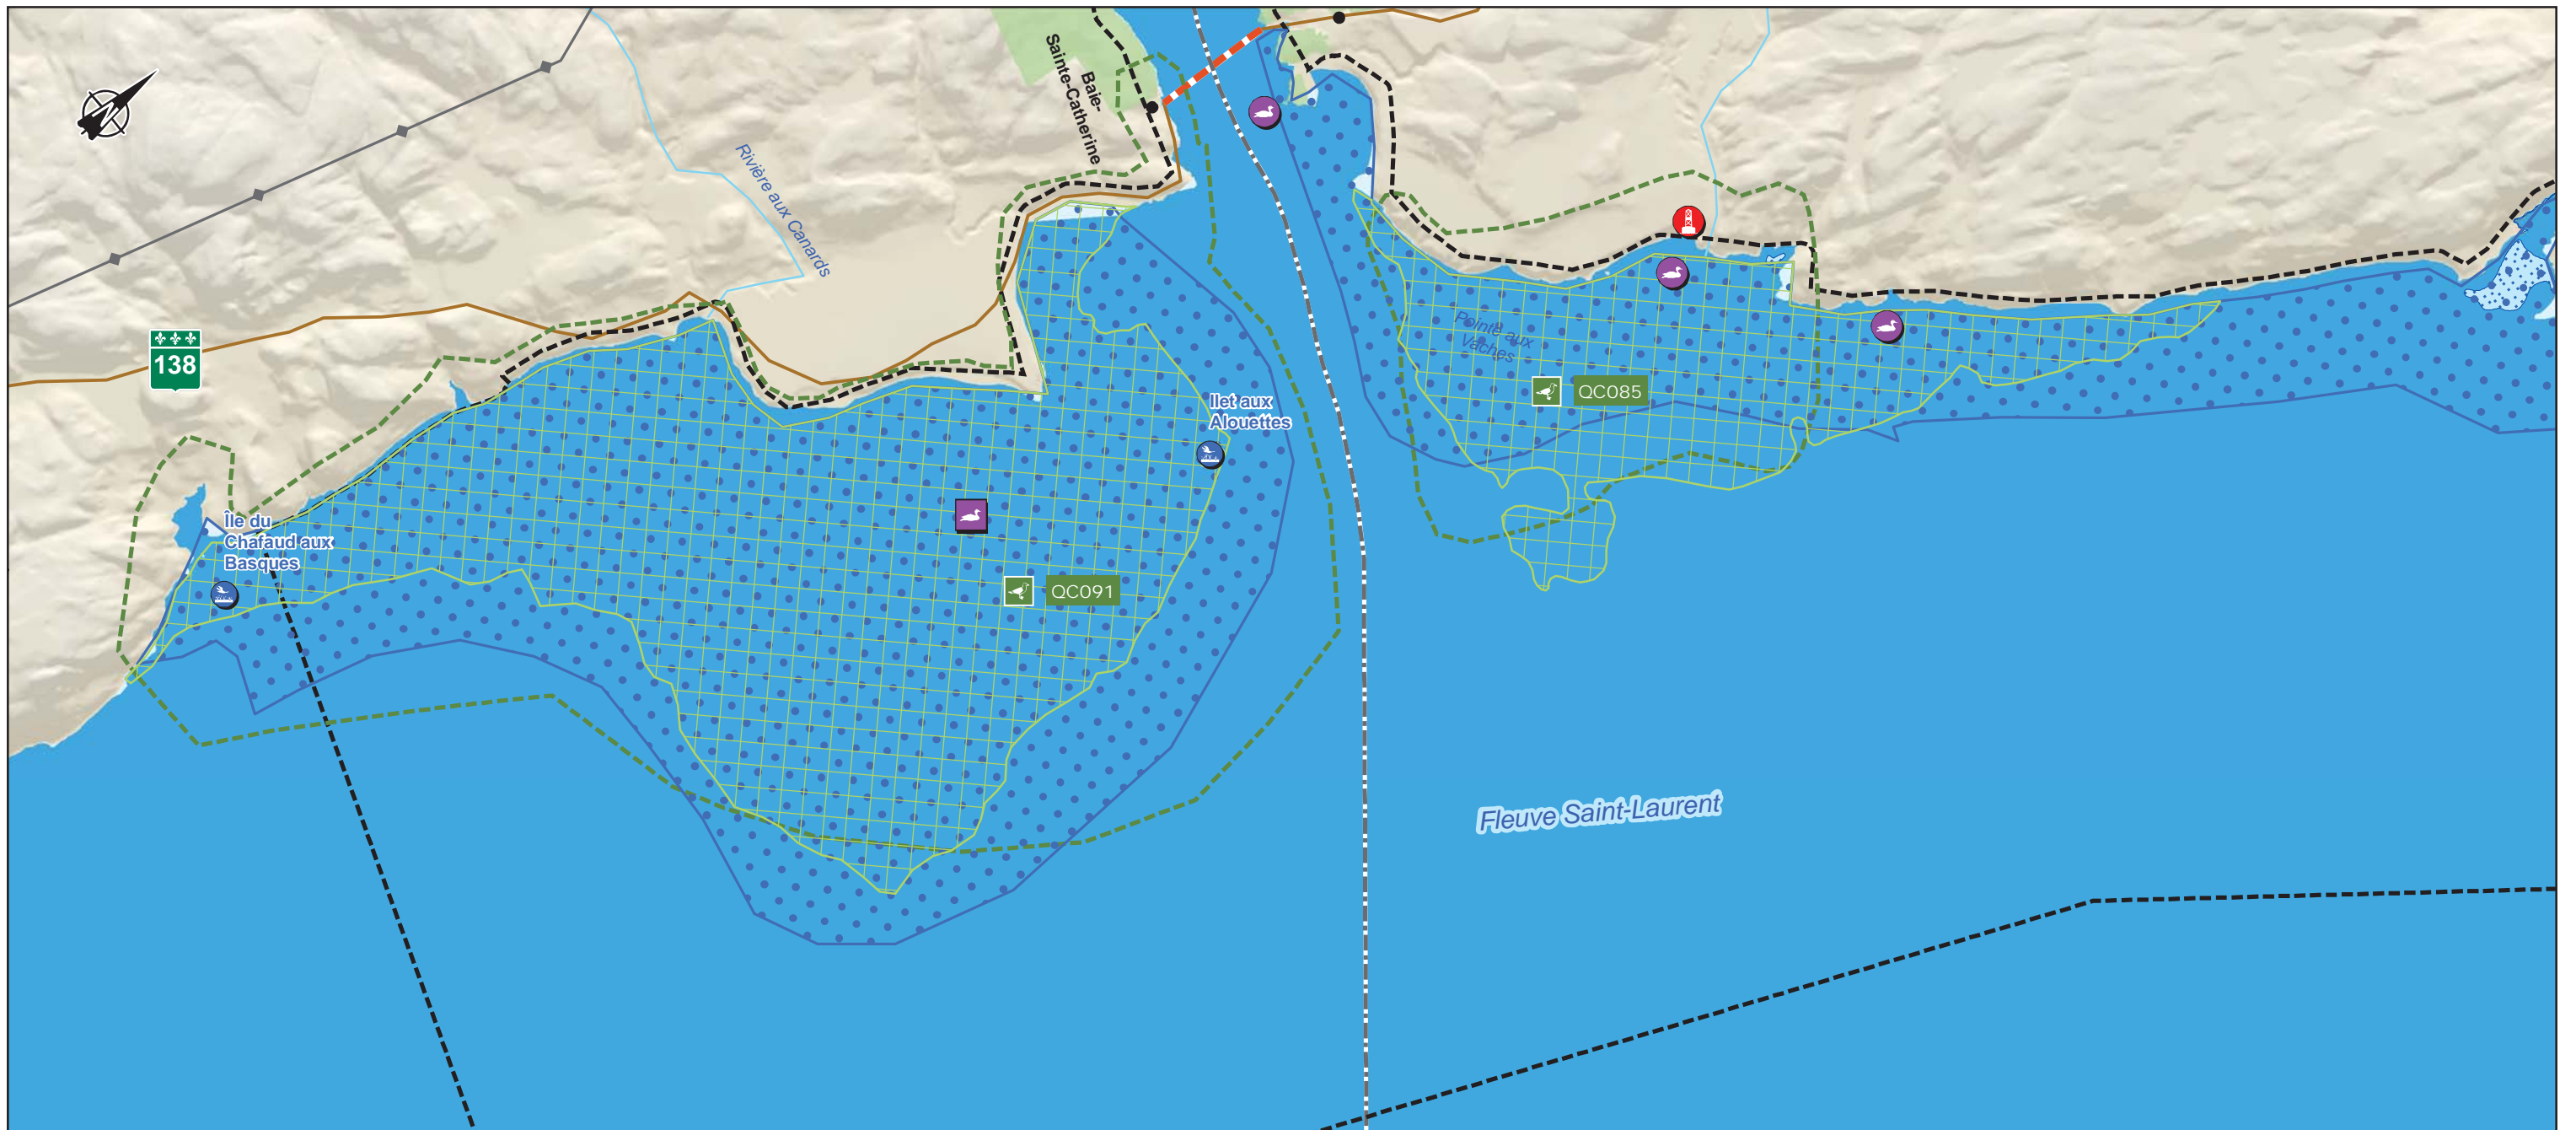 Baie-
Sainte-Catherine
Rivière aux Canards
138
Pointe aux
Vaches
QC085
Ilet aux
Alouettes
Île du
Chafaud aux
Basques
QC091
Fleuve Saint-Laurent